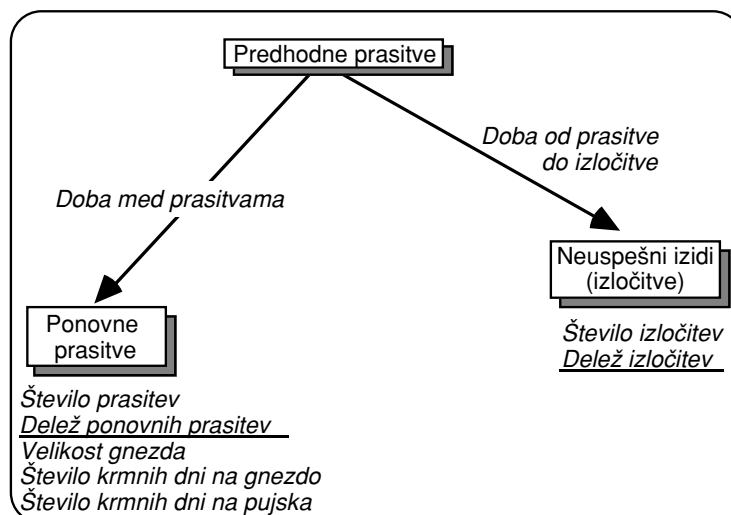 Predhodne prasitve
Doba od prasitve
do izločitve
Doba med prasitvama
Neuspešni izidi
(izločitve)
Število izločitev
Delež izločitev
Ponovne
prasitve
Število prasitev
Delež ponovnih prasitev
Velikost gnezda
Število krmnih dni na gnezdo
Število krmnih dni na pujska